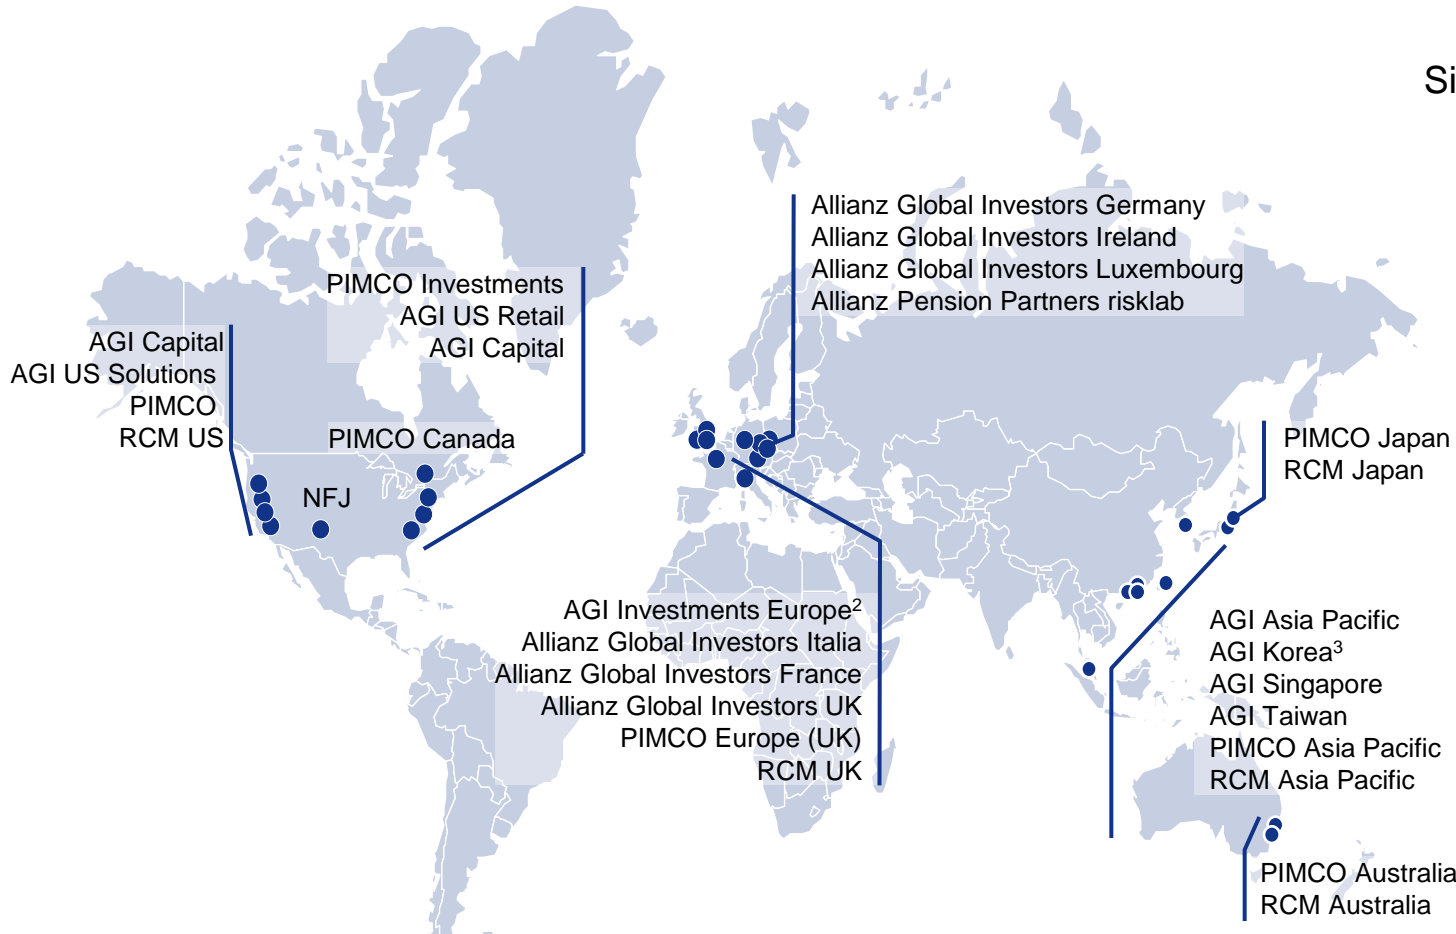 Si
Allianz Global Investors Germany
Allianz Global Investors Ireland
Allianz Global Investors Luxembourg
Allianz Pension Partners risklab
PIMCO Investments
AGI US Retail
AGI Capital
AGI Capital
AGI US Solutions
PIMCO
RCM US
PIMCO Canada
NFJ
PIMCO Japan
RCM Japan
AGI Investments Europe²
Allianz Global Investors Italia
Allianz Global Investors France
Allianz Global Investors UK
PIMCO Europe (UK)
RCM UK
AGI Asia Pacific
AGI Korea³
AGI Singapore
AGI Taiwan
PIMCO Asia Pacific
RCM Asia Pacific
PIMCO Australia
RCM Australia